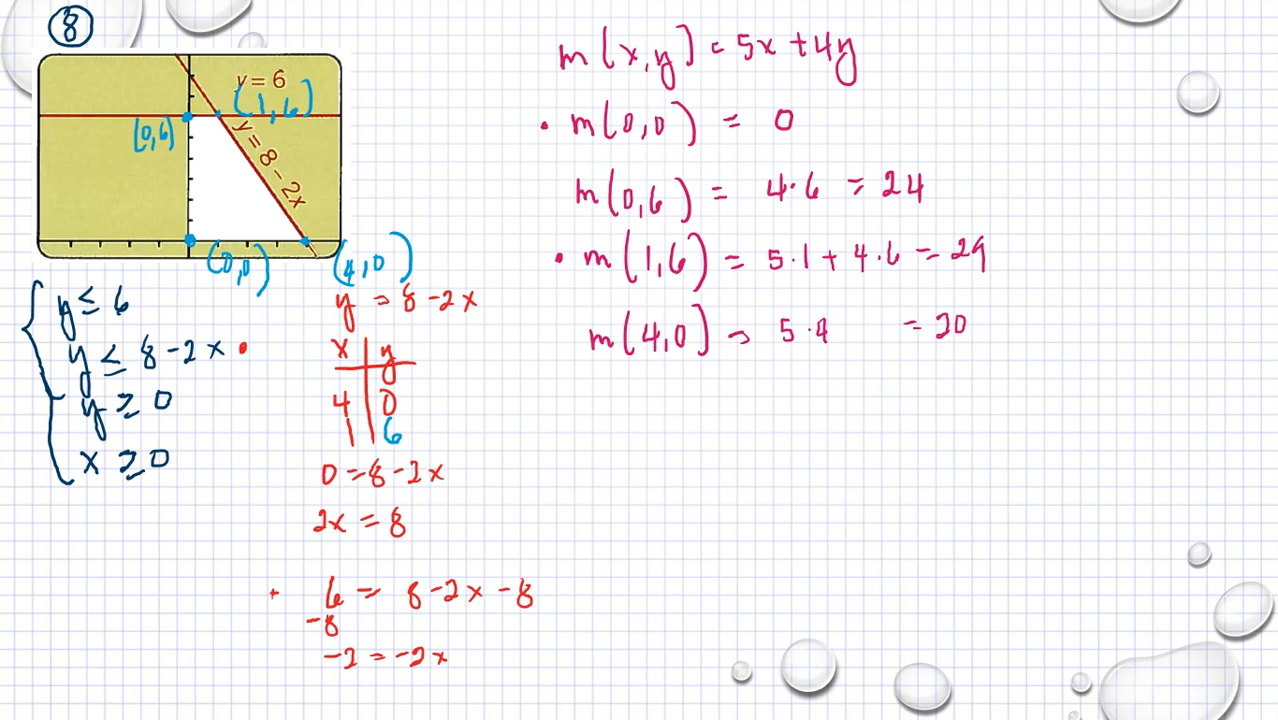 8
y = 6
(1,6)
(0,6)
y = 8 - 2x
(0,0)
(4,0)
y ≤ 6
y ≤ 8 - 2x
y ≥ 0
x ≥ 0
y = 8 - 2x
x | y
4 | 0
1 | 6
0 = 8 - 2x
2x = 8
6 = 8 - 2x - 8
-8
-2 = -2x
m(x,y) = 5x + 4y
• m(0,0) = 0
m(0,6) = 4·6 = 24
• m(1,6) = 5·1 + 4·6 = 29
m(4,0) = 5·4 = 20